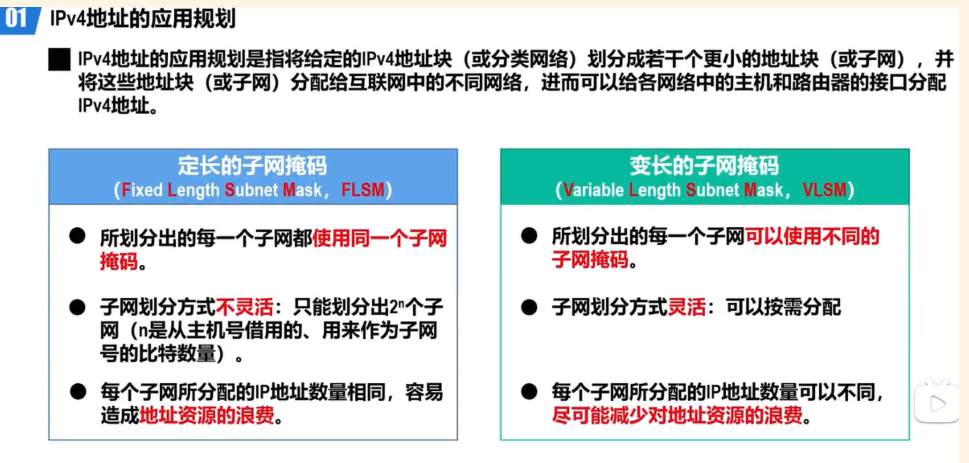 01 IPv4地址的应用规划
IPv4地址的应用规划是指将给定的IPv4地址块（或分类网络）划分成若干个更小的地址块（或子网），并
将这些地址块（或子网）分配给互联网中的不同网络，进而可以给各网络中的主机和路由器的接口分配
IPv4地址。
定长的子网掩码
（Fixed Length Subnet Mask，FLSM）
● 所划分出的每一个子网都使用同一个子网
掩码。
● 子网划分方式不灵活：只能划分出2ⁿ个子
网（n是从主机号借用的、用来作为子网
号的比特数量）。
● 每个子网所分配的IP地址数量相同，容易
造成地址资源的浪费。
变长的子网掩码
（Variable Length Subnet Mask，VLSM）
● 所划分出的每一个子网可以使用不同的
子网掩码。
● 子网划分方式灵活：可以按需分配
● 每个子网所分配的IP地址数量可以不同，
尽可能减少对地址资源的浪费。